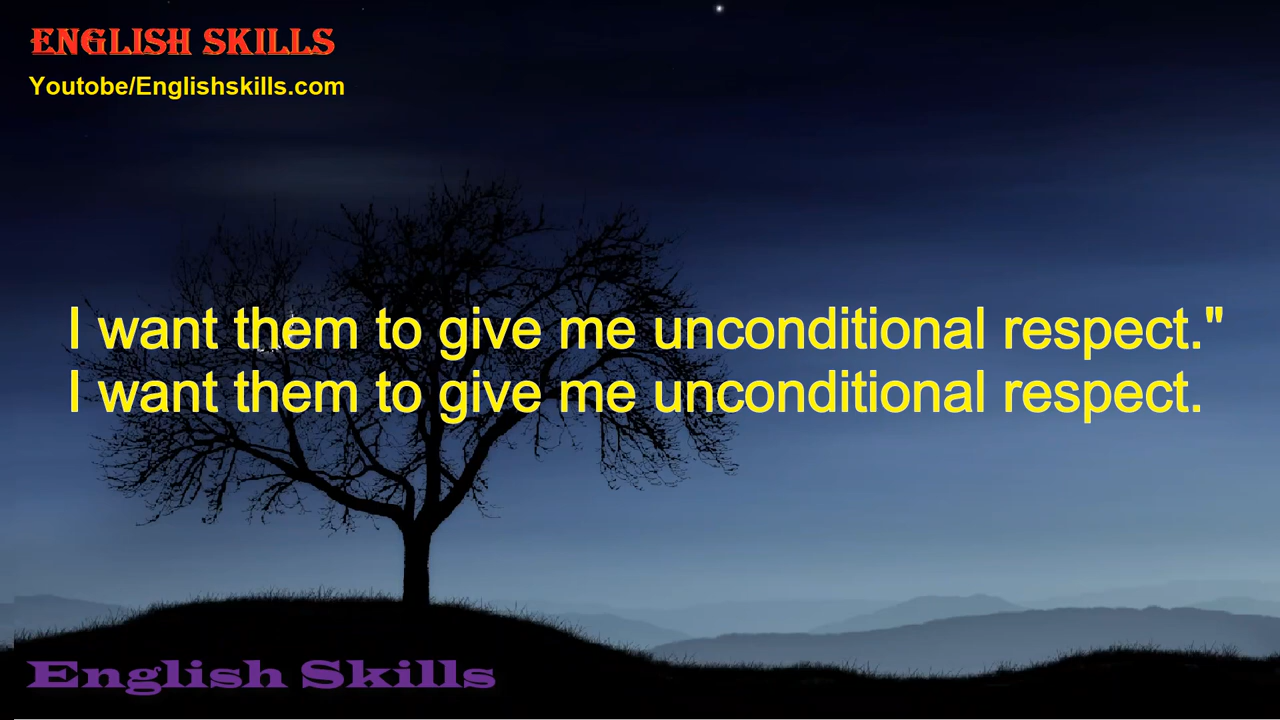 ENGLISH SKILLS
Youtobe/Englishskills.com
I want them to give me unconditional respect."
I want them to give me unconditional respect.
English Skills